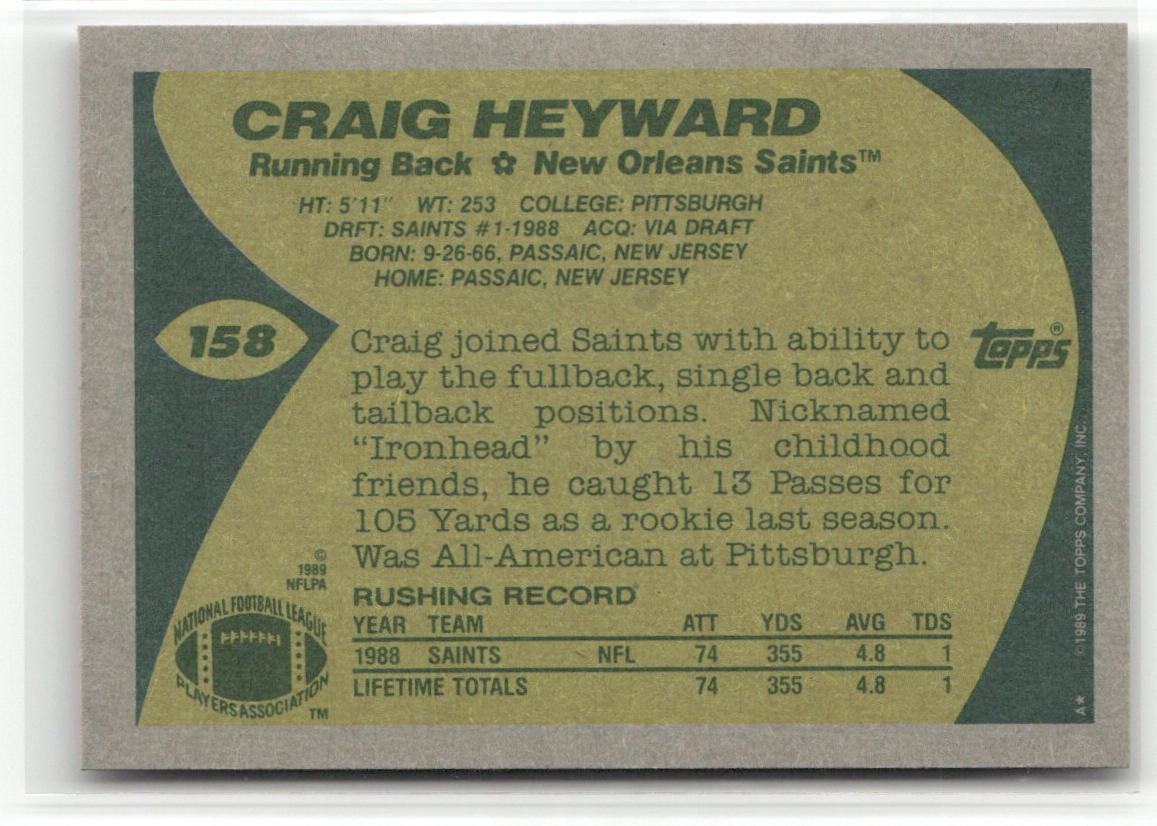 CRAIG HEYWARD
Running Back ✿ New Orleans Saints™
HT: 5'11" WT: 253 COLLEGE: PITTSBURGH
DRFT: SAINTS #1-1988 ACQ: VIA DRAFT
BORN: 9-26-66, PASSAIC, NEW JERSEY
HOME: PASSAIC, NEW JERSEY
158
Craig joined Saints with ability to
play the fullback, single back and
tailback positions. Nicknamed
“Ironhead” by his childhood
friends, he caught 13 Passes for
105 Yards as a rookie last season.
Was All-American at Pittsburgh.
topps®
©
1989
NFLPA
NATIONAL FOOTBALL LEAGUE
PLAYERS ASSOCIATION
TM
RUSHING RECORD
YEAR TEAM ATT YDS AVG TDS
1988 SAINTS NFL 74 355 4.8 1
LIFETIME TOTALS 74 355 4.8 1
©1989 THE TOPPS COMPANY, INC.
A*